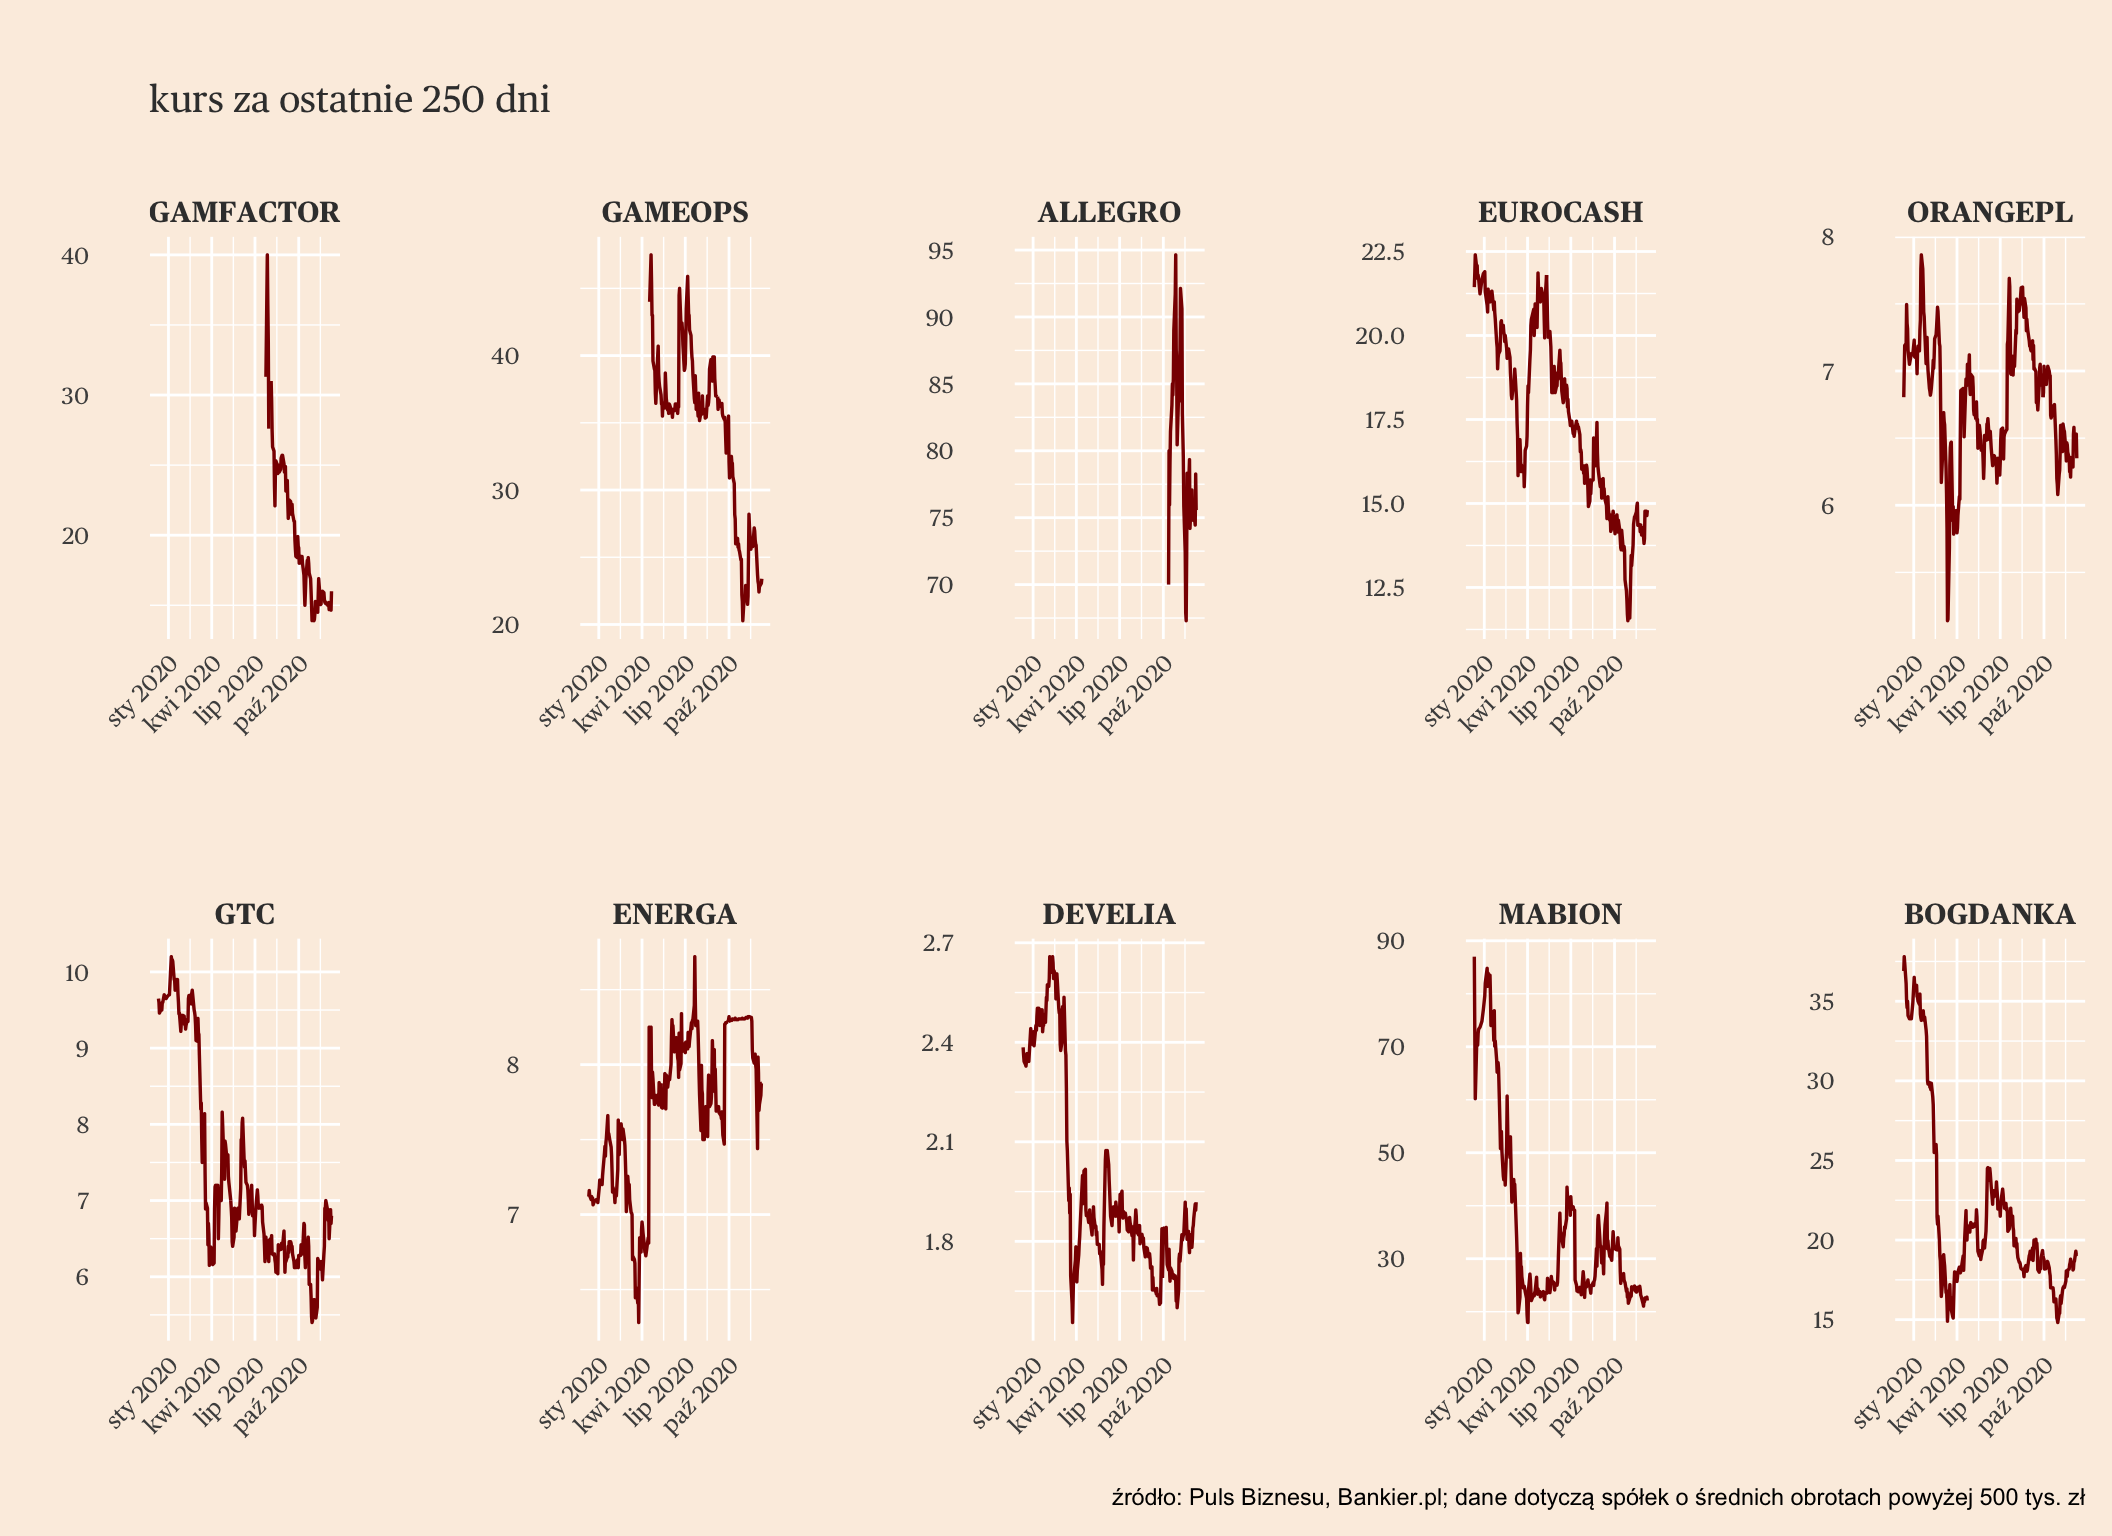 kurs za ostatnie 250 dni
GAMFACTOR
40
30
20
sty 2020
kwi 2020
lip 2020
paź 2020
GAMEOPS
40
30
20
sty 2020
kwi 2020
lip 2020
paź 2020
ALLEGRO
95
90
85
80
75
70
sty 2020
kwi 2020
lip 2020
paź 2020
EUROCASH
22.5
20.0
17.5
15.0
12.5
sty 2020
kwi 2020
lip 2020
paź 2020
ORANGEPL
8
7
6
sty 2020
kwi 2020
lip 2020
paź 2020
GTC
10
9
8
7
6
sty 2020
kwi 2020
lip 2020
paź 2020
ENERGA
8
7
sty 2020
kwi 2020
lip 2020
paź 2020
DEVELIA
2.7
2.4
2.1
1.8
sty 2020
kwi 2020
lip 2020
paź 2020
MABION
90
70
50
30
sty 2020
kwi 2020
lip 2020
paź 2020
BOGDANKA
35
30
25
20
15
sty 2020
kwi 2020
lip 2020
paź 2020
źródło: Puls Biznesu, Bankier.pl; dane dotyczą spółek o średnich obrotach powyżej 500 tys. zł